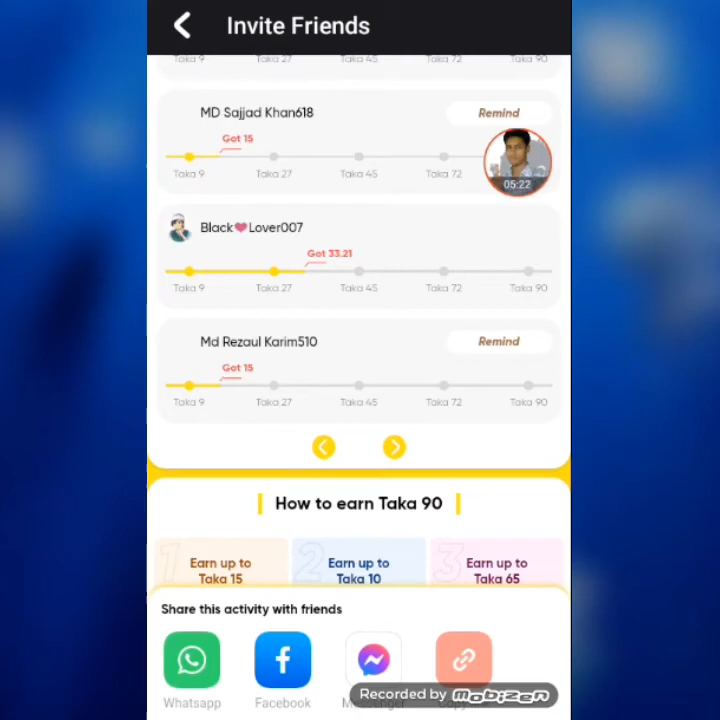 Invite Friends
Taka 9 Taka 27 Taka 45 Taka 72 Taka 90
MD Sajjad Khan618 Remind
Got 15
Taka 9 Taka 27 Taka 45 Taka 72
05:22
Black❤Lover007
Got 33.21
Taka 9 Taka 27 Taka 45 Taka 72 Taka 90
Md Rezaul Karim510 Remind
Got 15
Taka 9 Taka 27 Taka 45 Taka 72 Taka 90
How to earn Taka 90
1 Earn up to Taka 15
2 Earn up to Taka 10
3 Earn up to Taka 65
Share this activity with friends
Whatsapp Facebook
Recorded by mobizen